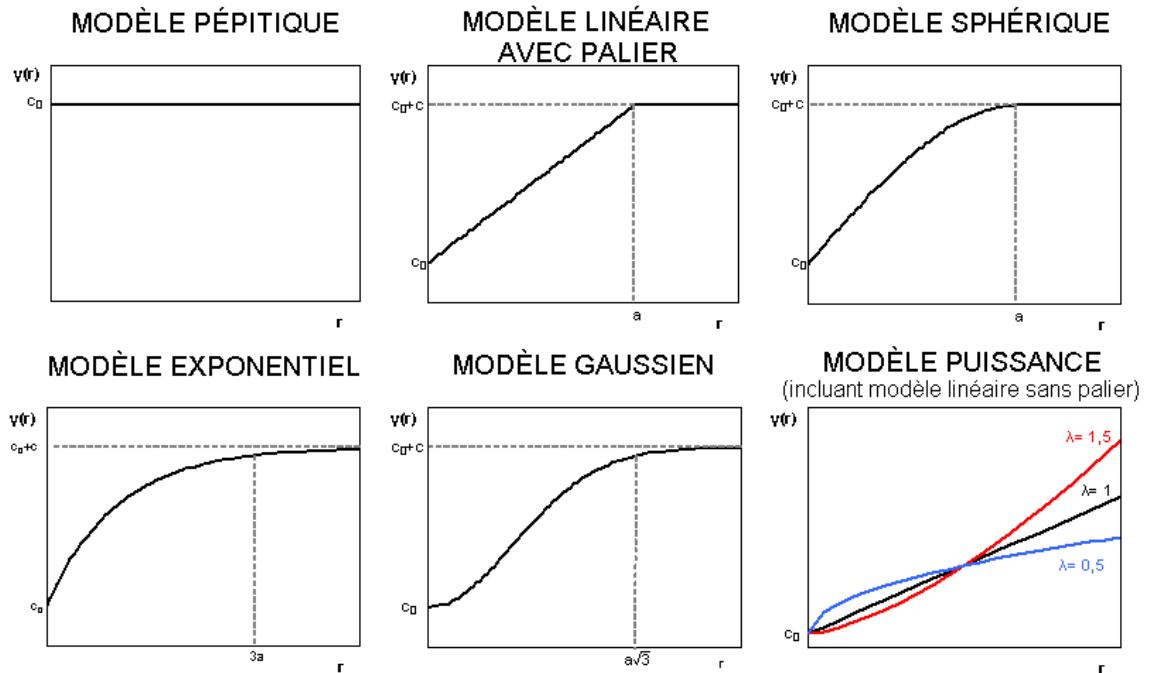 MODÈLE PÉPITIQUE
γ(r)
c₀
r
MODÈLE LINÉAIRE
AVEC PALIER
γ(r)
c₀+c
c₀
a
r
MODÈLE SPHÉRIQUE
γ(r)
c₀+c
c₀
a
r
MODÈLE EXPONENTIEL
γ(r)
c₀+c
c₀
3a
r
MODÈLE GAUSSIEN
γ(r)
c₀+c
c₀
a√3
r
MODÈLE PUISSANCE
(incluant modèle linéaire sans palier)
γ(r)
λ= 1,5
λ= 1
λ= 0,5
c₀
r